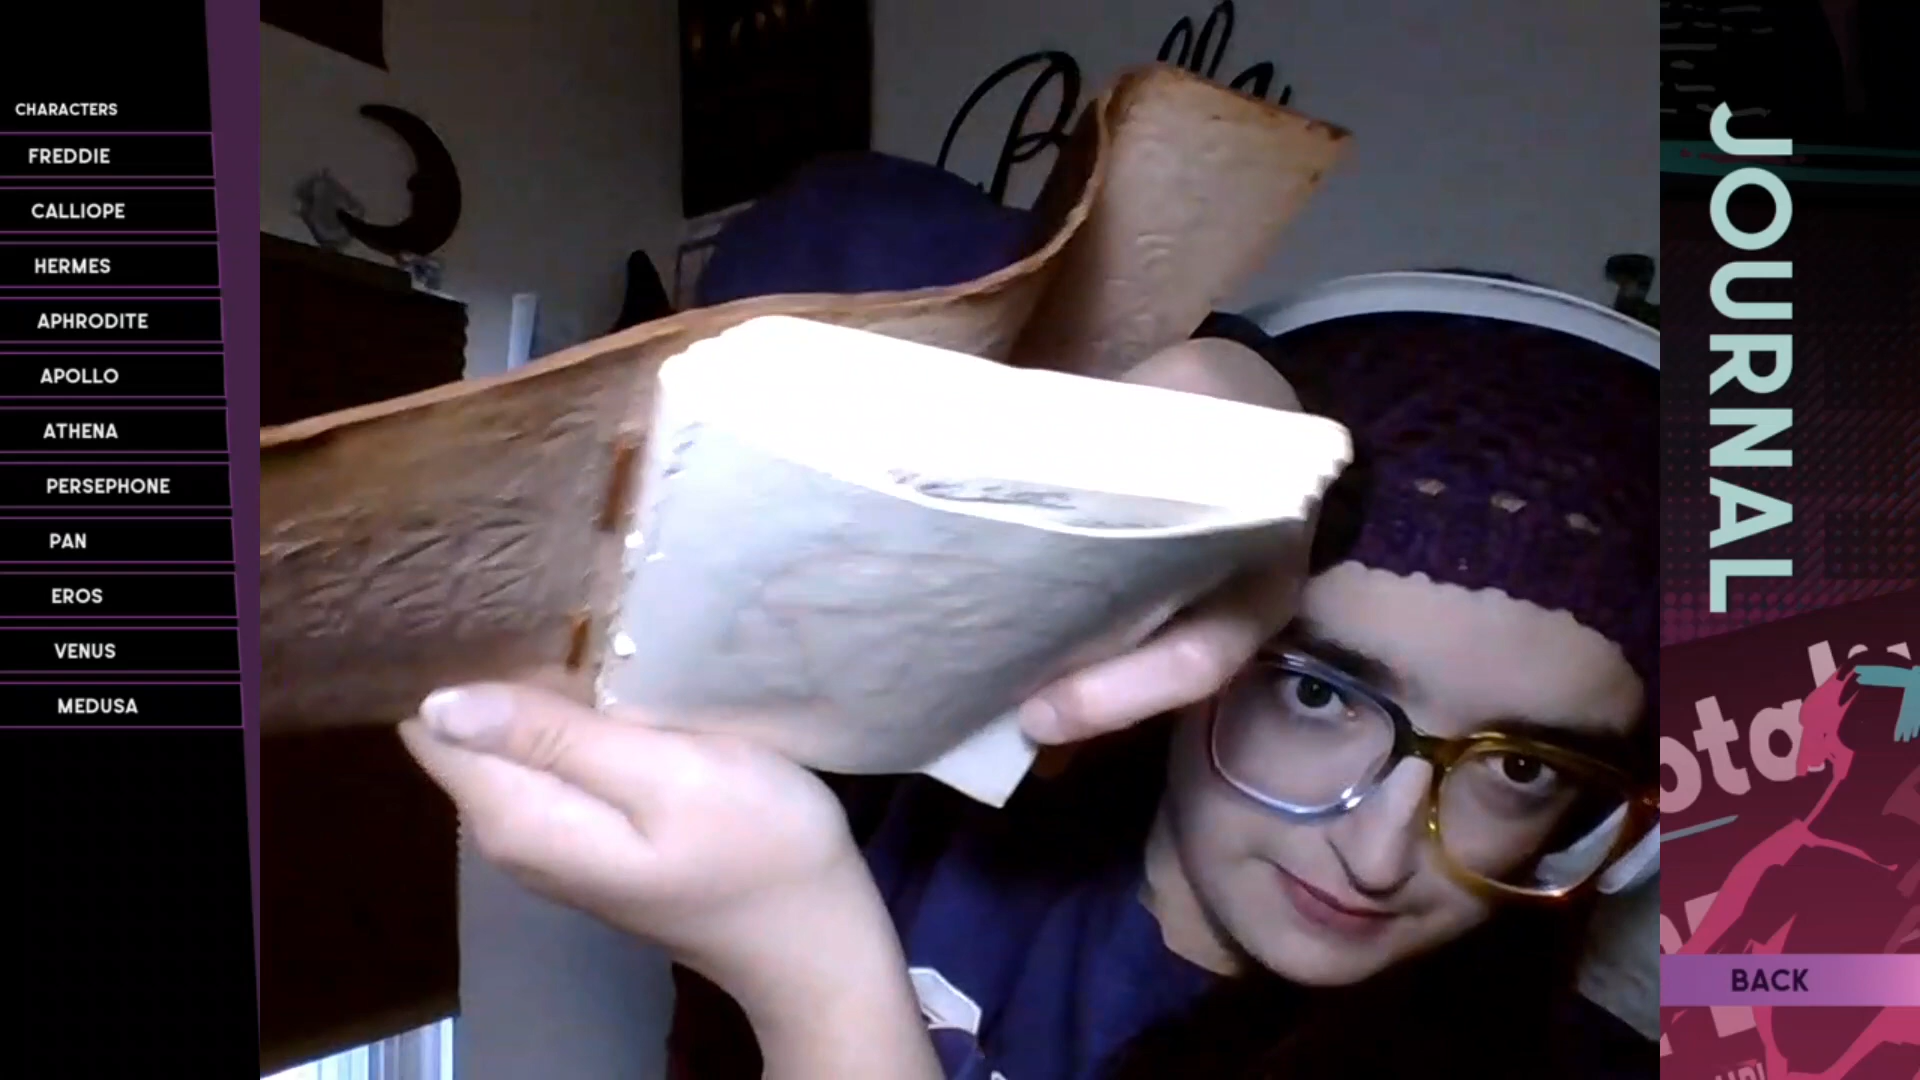 CHARACTERS
FREDDIE
CALLIOPE
HERMES
APHRODITE
APOLLO
ATHENA
PERSEPHONE
PAN
EROS
VENUS
MEDUSA
JOURNAL
BACK